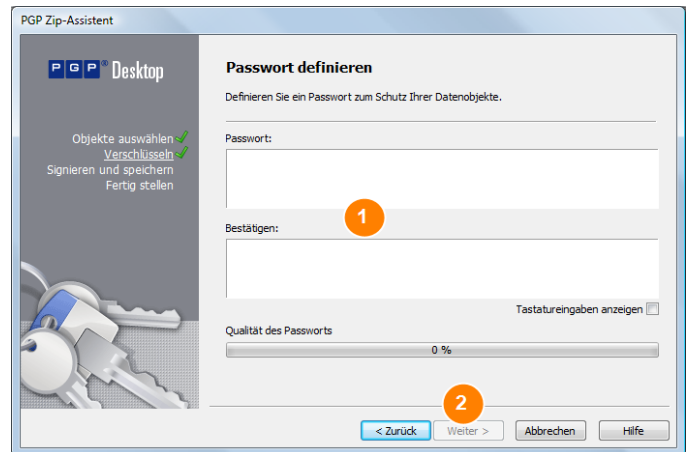 PGP Zip-Assistent
PGP® Desktop
Objekte auswählen
Verschlüsseln
Signieren und speichern
Fertig stellen
Passwort definieren
Definieren Sie ein Passwort zum Schutz Ihrer Datenobjekte.
Passwort:
1
Bestätigen:
Tastatureingaben anzeigen
Qualität des Passworts
0 %
2
< Zurück
Weiter >
Abbrechen
Hilfe